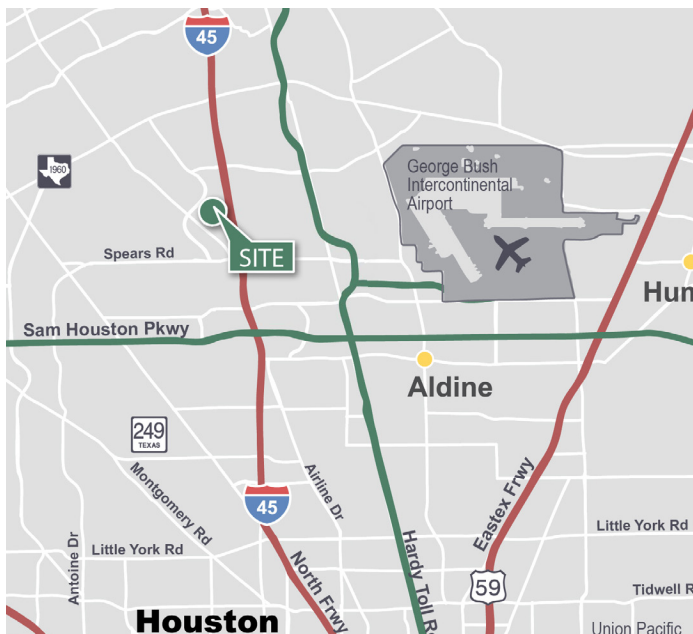 45
1960
George Bush
Intercontinental
Airport
SITE
Spears Rd
Hum
Sam Houston Pkwy
Aldine
249
TEXAS
Montgomery Rd
Airline Dr
45
Eastex Frwy
Antoine Dr
Little York Rd
Little York Rd
North Frwy
Hardy Toll R
59
Tidwell R
Houston
Union Pacific